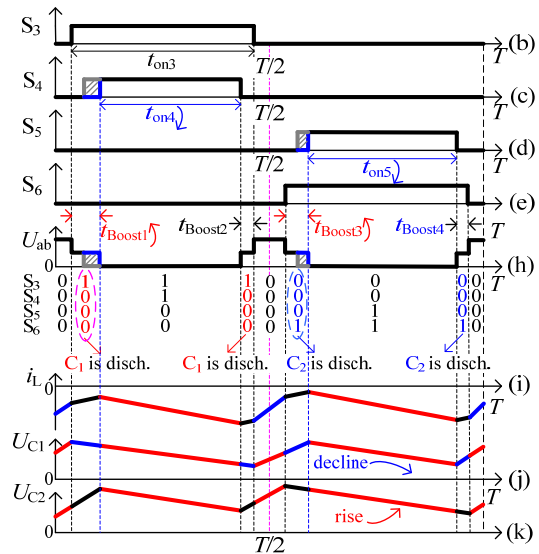 S3
(b)
ton3
T/2
T
S4
(c)
ton4
T/2
T
S5
(d)
ton5
T
S6
(e)
tBoost1
tBoost2
tBoost3
tBoost4
T
Uab
0
(h)
T
S3 0 1 1 1 0 0 0 0 0
S4 0 0 1 0 0 0 0 0 0
S5 0 0 0 0 0 0 1 0 0
S6 0 0 0 0 0 1 1 1 0
C1 is disch. C1 is disch. C2 is disch. C2 is disch.
iL
0
(i)
T
UC1
0
decline
(j)
T
UC2
0
rise
(k)
T/2